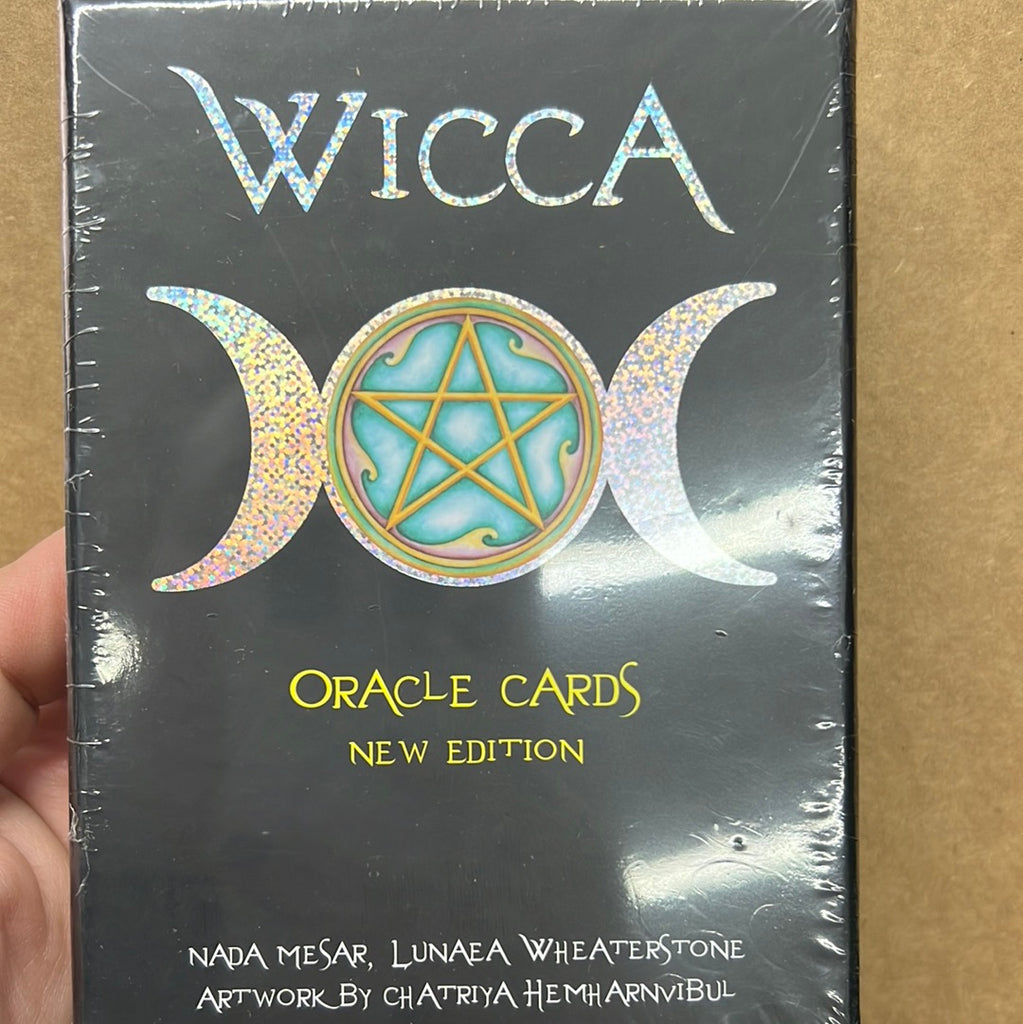 WICCA
ORACLE CARDS
NEW EDITION
NADA MESAR, LUNAEA WHEATERSTONE
ARTWORK BY CHATRIYA HEMHARNVIBUL